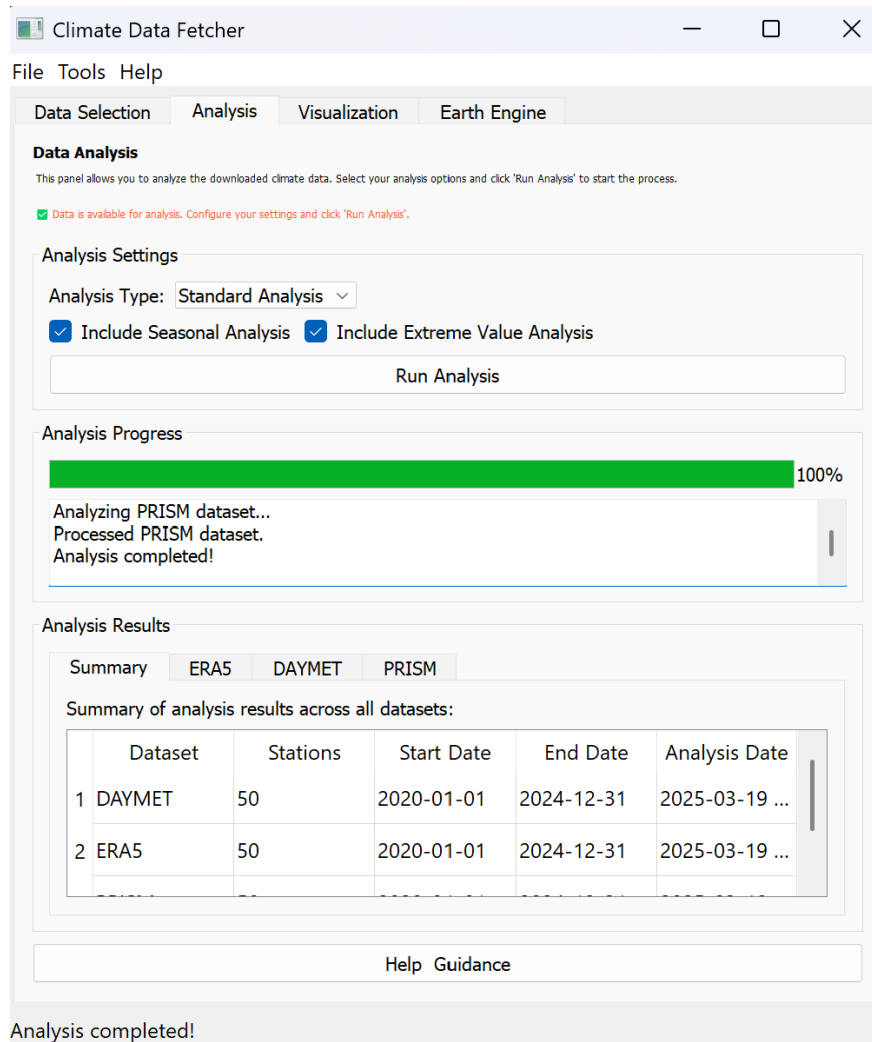 Climate Data Fetcher
File Tools Help
Data Selection Analysis Visualization Earth Engine
Data Analysis
This panel allows you to analyze the downloaded climate data. Select your analysis options and click 'Run Analysis' to start the process.
Data is available for analysis. Configure your settings and click 'Run Analysis'.
Analysis Settings
Analysis Type: Standard Analysis
Include Seasonal Analysis Include Extreme Value Analysis
Run Analysis
Analysis Progress
100%
Analyzing PRISM dataset...
Processed PRISM dataset.
Analysis completed!
Analysis Results
Summary ERA5 DAYMET PRISM
Summary of analysis results across all datasets:
Dataset Stations Start Date End Date Analysis Date
1 DAYMET 50 2020-01-01 2024-12-31 2025-03-19 ...
2 ERA5 50 2020-01-01 2024-12-31 2025-03-19 ...
Help Guidance
Analysis completed!